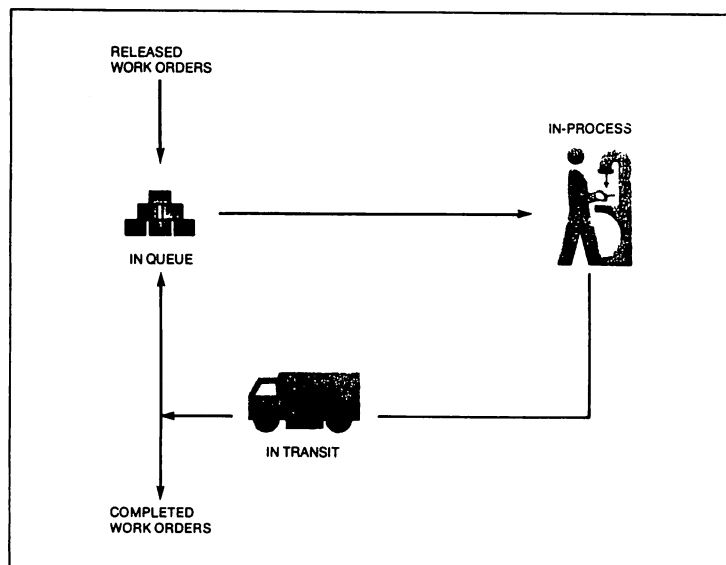 RELEASED
WORK ORDERS
IN-PROCESS
IN QUEUE
IN TRANSIT
COMPLETED
WORK ORDERS